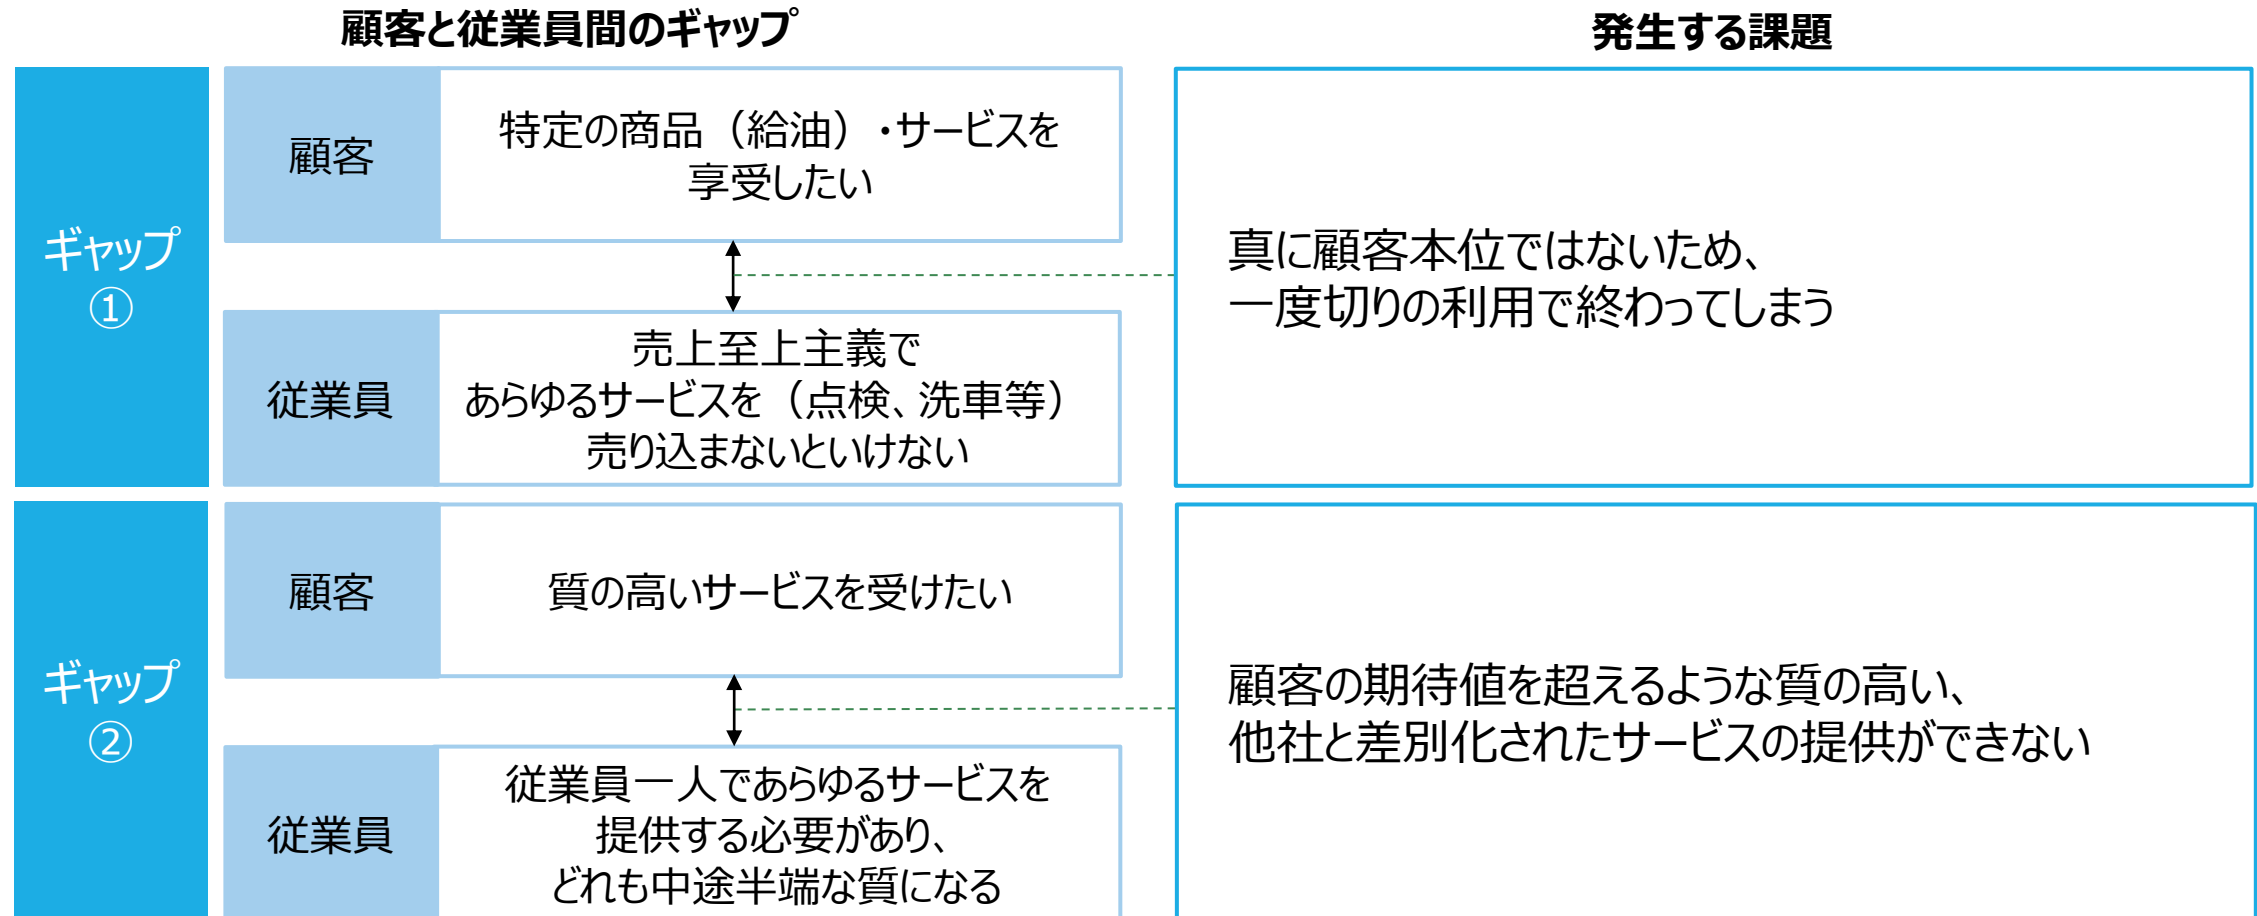 顧客と従業員間のギャップ
発生する課題
ギャップ
①
顧客
特定の商品（給油）・サービスを
享受したい
従業員
売上至上主義で
あらゆるサービスを（点検、洗車等）
売り込まないといけない
真に顧客本位ではないため、
一度切りの利用で終わってしまう
ギャップ
②
顧客
質の高いサービスを受けたい
従業員
従業員一人であらゆるサービスを
提供する必要があり、
どれも中途半端な質になる
顧客の期待値を超えるような質の高い、
他社と差別化されたサービスの提供ができない